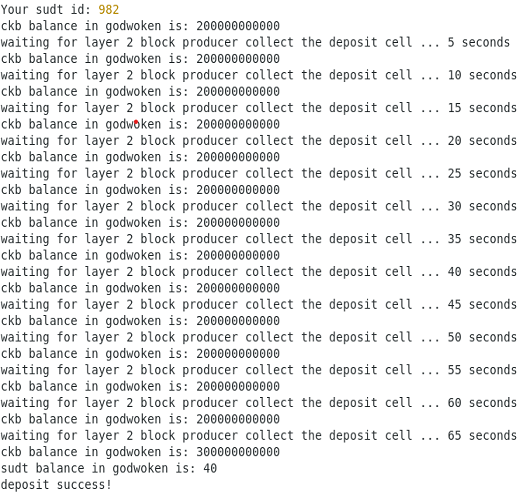 Your sudt id: 982
ckb balance in godwoken is: 200000000000
waiting for layer 2 block producer collect the deposit cell ... 5 seconds
ckb balance in godwoken is: 200000000000
waiting for layer 2 block producer collect the deposit cell ... 10 seconds
ckb balance in godwoken is: 200000000000
waiting for layer 2 block producer collect the deposit cell ... 15 seconds
ckb balance in godwoken is: 200000000000
waiting for layer 2 block producer collect the deposit cell ... 20 seconds
ckb balance in godwoken is: 200000000000
waiting for layer 2 block producer collect the deposit cell ... 25 seconds
ckb balance in godwoken is: 200000000000
waiting for layer 2 block producer collect the deposit cell ... 30 seconds
ckb balance in godwoken is: 200000000000
waiting for layer 2 block producer collect the deposit cell ... 35 seconds
ckb balance in godwoken is: 200000000000
waiting for layer 2 block producer collect the deposit cell ... 40 seconds
ckb balance in godwoken is: 200000000000
waiting for layer 2 block producer collect the deposit cell ... 45 seconds
ckb balance in godwoken is: 200000000000
waiting for layer 2 block producer collect the deposit cell ... 50 seconds
ckb balance in godwoken is: 200000000000
waiting for layer 2 block producer collect the deposit cell ... 55 seconds
ckb balance in godwoken is: 200000000000
waiting for layer 2 block producer collect the deposit cell ... 60 seconds
ckb balance in godwoken is: 200000000000
waiting for layer 2 block producer collect the deposit cell ... 65 seconds
ckb balance in godwoken is: 300000000000
sudt balance in godwoken is: 40
deposit success!